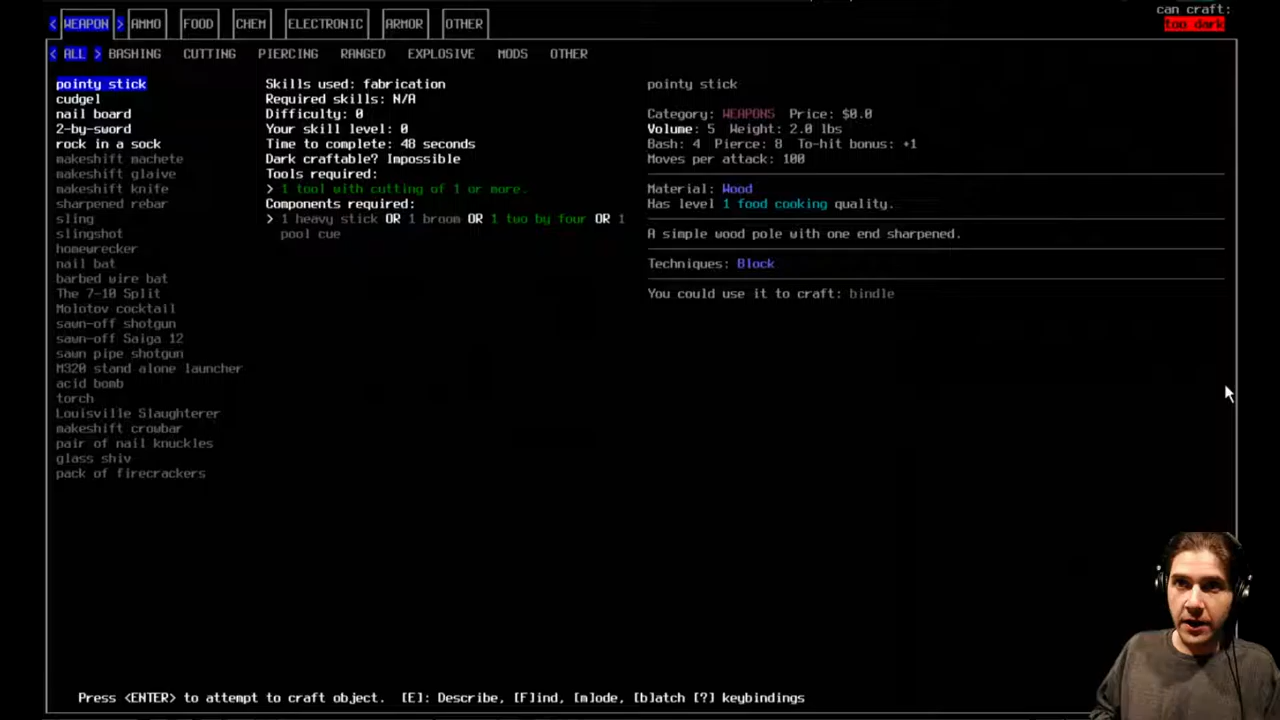 can craft:
< WEAPON > AMMO FOOD CHEM ELECTRONIC ARMOR OTHER
too dark
< ALL > BASHING CUTTING PIERCING RANGED EXPLOSIVE MODS OTHER
pointy stick
cudgel
nail board
2-by-sword
rock in a sock
makeshift machete
makeshift glaive
makeshift knife
sharpened rebar
sling
slingshot
homewrecker
nail bat
barbed wire bat
The 7-10 Split
Molotov cocktail
sawn-off shotgun
sawn-off Saiga 12
sawn pipe shotgun
M320 stand alone launcher
acid bomb
torch
Louisville Slaughterer
makeshift crowbar
pair of nail knuckles
glass shiv
pack of firecrackers
Skills used: fabrication
Required skills: N/A
Difficulty: 0
Your skill level: 0
Time to complete: 48 seconds
Dark craftable? Impossible
Tools required:
> 1 tool with cutting of 1 or more.
Components required:
> 1 heavy stick OR 1 broom OR 1 two by four OR 1
pool cue
pointy stick
Category: WEAPONS Price: $0.0
Volume: 5 Weight: 2.0 lbs
Bash: 4 Pierce: 8 To-hit bonus: +1
Moves per attack: 100
Material: Wood
Has level 1 food cooking quality.
A simple wood pole with one end sharpened.
Techniques: Block
You could use it to craft: bindle
Press <ENTER> to attempt to craft object. [E]: Describe, [F]ind, [m]ode, [b]atch [?] keybindings